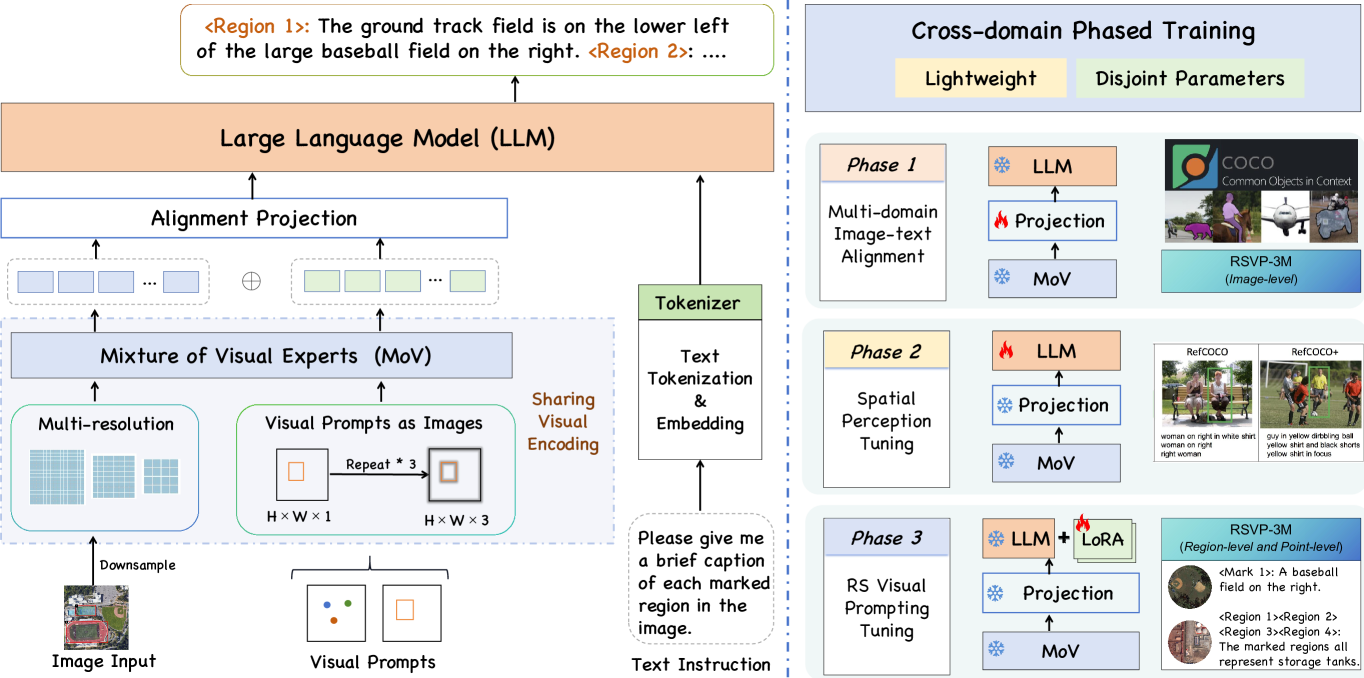 <Region 1>: The ground track field is on the lower left
of the large baseball field on the right. <Region 2>: ....
Large Language Model (LLM)
Alignment Projection
...
...
Mixture of Visual Experts (MoV)
Multi-resolution
Visual Prompts as Images
Repeat * 3
H × W × 1
H × W × 3
Sharing
Visual
Encoding
Downsample
Image Input
Visual Prompts
Tokenizer
Text
Tokenization
&
Embedding
Please give me
a brief caption
of each marked
region in the
image.
Text Instruction
Cross-domain Phased Training
Lightweight
Disjoint Parameters
Phase 1
Multi-domain
Image-text
Alignment
LLM
Projection
MoV
COCO
Common Objects in Context
RSVP-3M
(Image-level)
Phase 2
Spatial
Perception
Tuning
LLM
Projection
MoV
RefCOCO
woman on right in white shirt
woman on right
right woman
RefCOCO+
guy in yellow dirbbling ball
yellow shirt and black shorts
yellow shirt in focus
Phase 3
RS Visual
Prompting
Tuning
LLM + LoRA
Projection
MoV
RSVP-3M
(Region-level and Point-level)
<Mark 1>: A baseball
field on the right.
<Region 1><Region 2>
<Region 3><Region 4>:
The marked regions all
represent storage tanks.